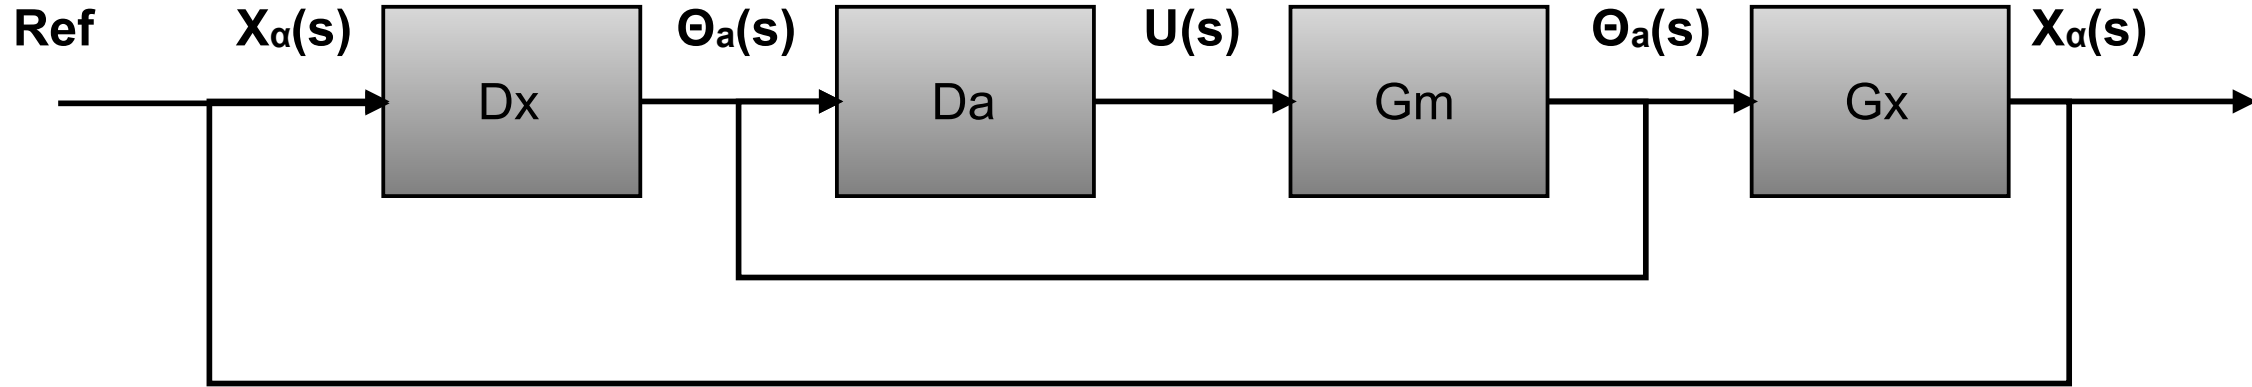 Ref Xα(s) Θa(s) U(s) Θa(s) Xα(s)
Dx Da Gm Gx